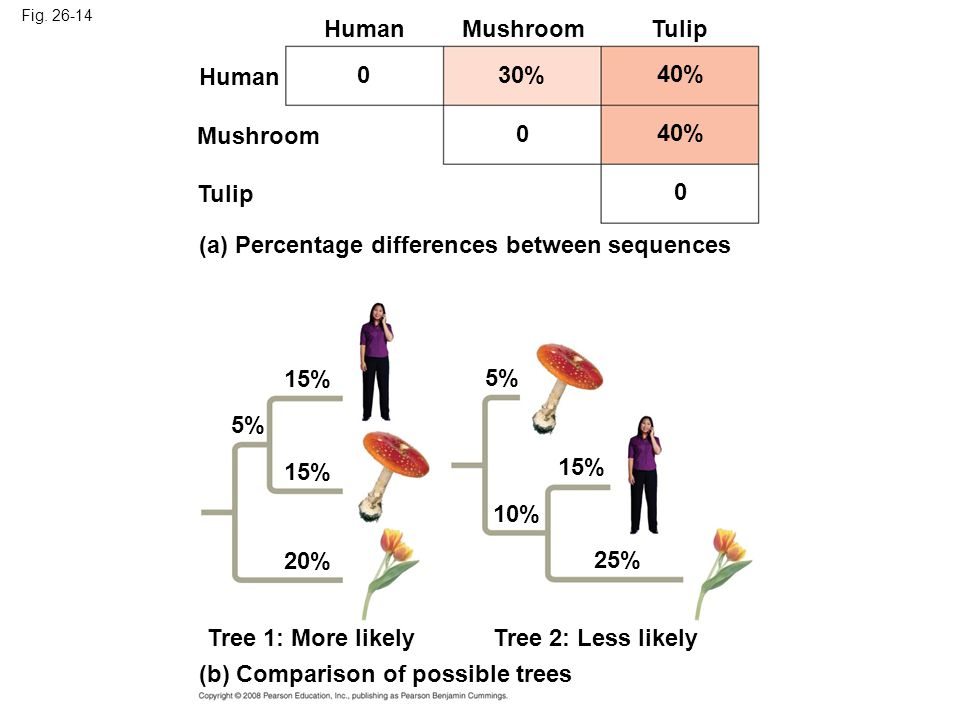 Fig. 26-14
Human Mushroom Tulip
Human 0 30% 40%
Mushroom 0 40%
Tulip 0
(a) Percentage differences between sequences
15% 5%
5%
15% 15%
10%
20% 25%
Tree 1: More likely Tree 2: Less likely
(b) Comparison of possible trees
Copyright © 2008 Pearson Education, Inc., publishing as Pearson Benjamin Cummings.